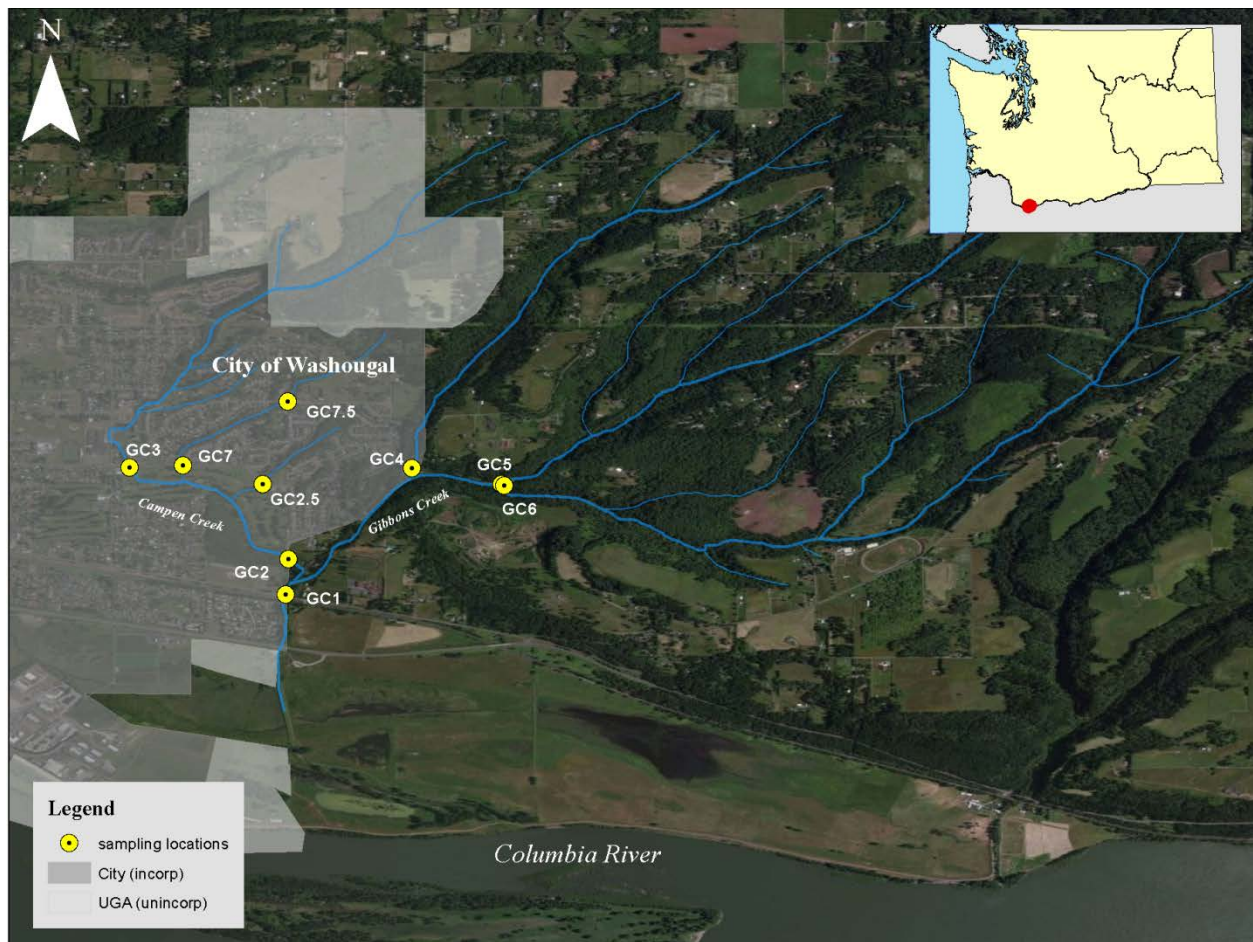 N
City of Washougal
GC7.5
GC3
GC7
GC4
GC2.5
GC5
GC6
Campen Creek
Gibbons Creek
GC2
GC1
Legend
sampling locations
City (incorp)
UGA (unincorp)
Columbia River